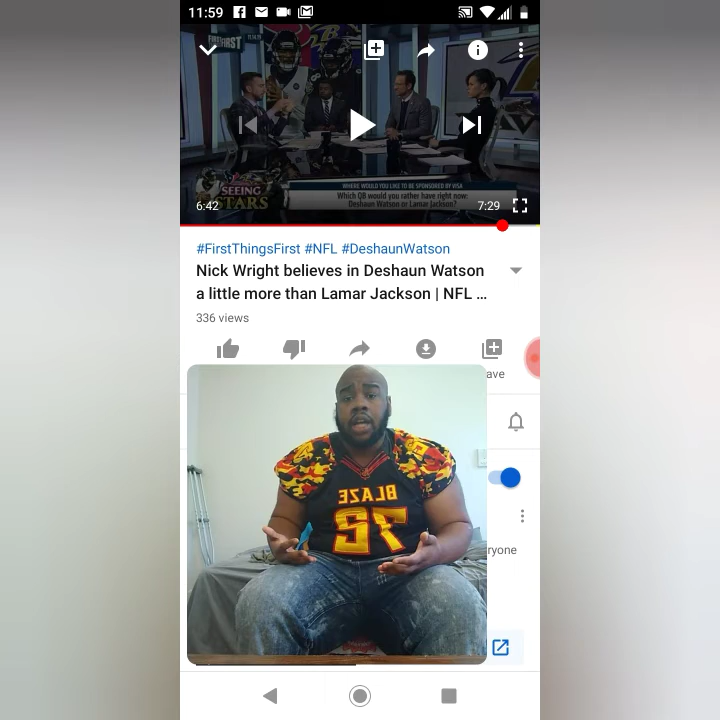 11:59
FIRST
WHERE WOULD YOU LIKE TO BE SPONSORED BY VISA
Which QB would you rather have right now:
Deshaun Watson or Lamar Jackson?
SEEING
STARS
6:42
7:29
#FirstThingsFirst #NFL #DeshaunWatson
Nick Wright believes in Deshaun Watson
a little more than Lamar Jackson | NFL ...
336 views
ave
BLAZE
72
ryone